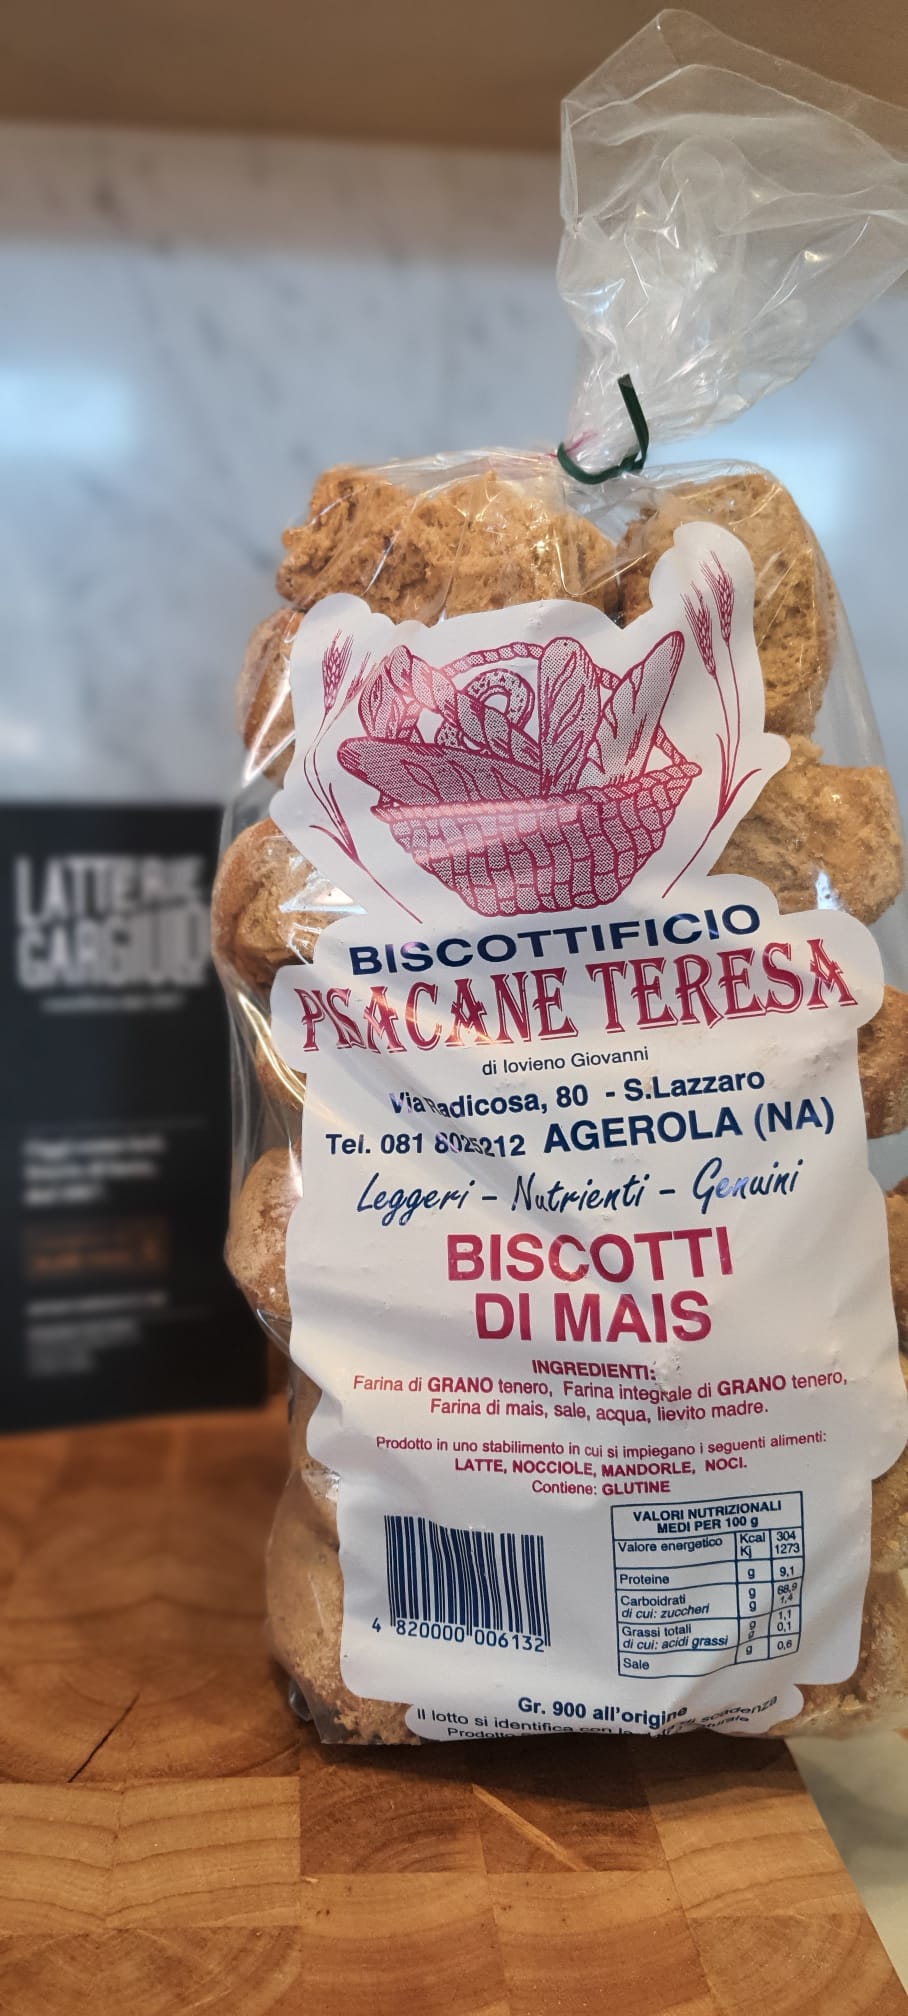 LATTERIE
GARGIULO
BISCOTTIFICIO
PISACANE TERESA
di Iovieno Giovanni
Via Radicosa, 80 - S.Lazzaro
Tel. 081 8025212 AGEROLA (NA)
Leggeri - Nutrienti - Genuini
BISCOTTI
DI MAIS
INGREDIENTI:
Farina di GRANO tenero, Farina integrale di GRANO tenero,
Farina di mais, sale, acqua, lievito madre.
Prodotto in uno stabilimento in cui si impiegano i seguenti alimenti:
LATTE, NOCCIOLE, MANDORLE, NOCI.
Contiene: GLUTINE
VALORI NUTRIZIONALI
MEDI PER 100 g
Valore energetico Kcal 304
Kj 1273
Proteine g 9,1
Carboidrati g 68,9
di cui: zuccheri g 1,4
Grassi totali g 1,1
di cui: acidi grassi g 0,1
Sale g 0,6
4 820000 006132
Gr. 900 all'origine
Il lotto si identifica con la di scadenza